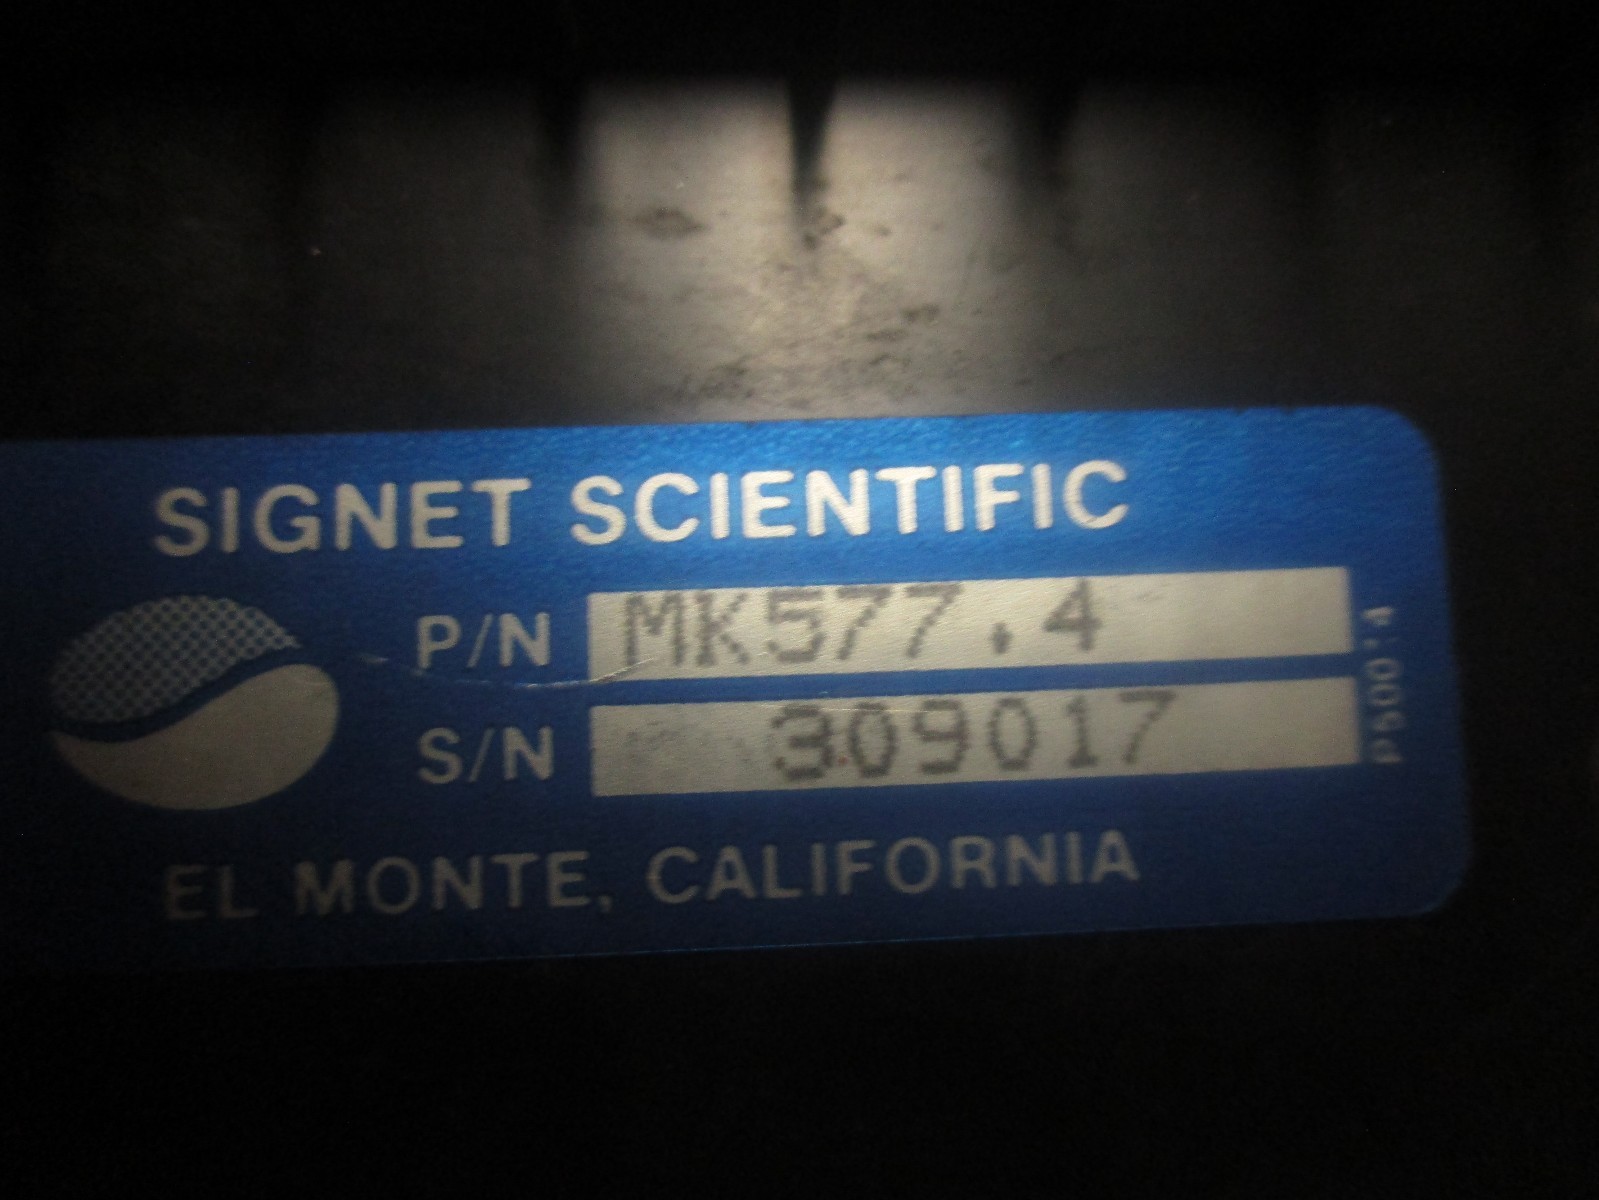 SIGNET SCIENTIFIC
P/N MK577.4
S/N 309017
EL MONTE, CALIFORNIA